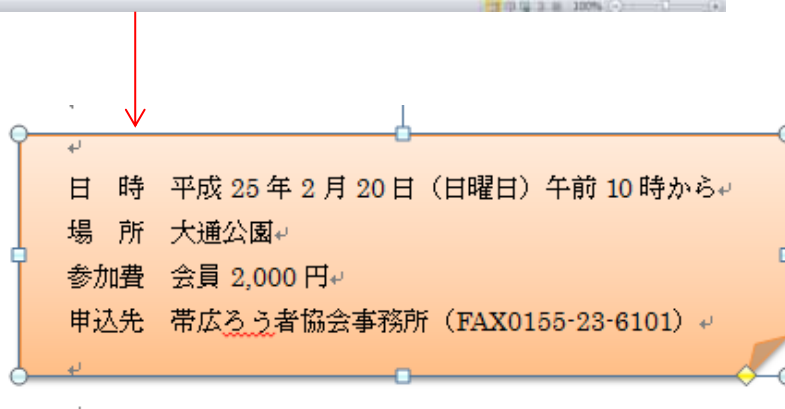 100%
日　時　平成 25 年 2 月 20 日（日曜日）午前 10 時から
場　所　大通公園
参加費　会員 2,000 円
申込先　帯広ろう者協会事務所（FAX0155-23-6101）